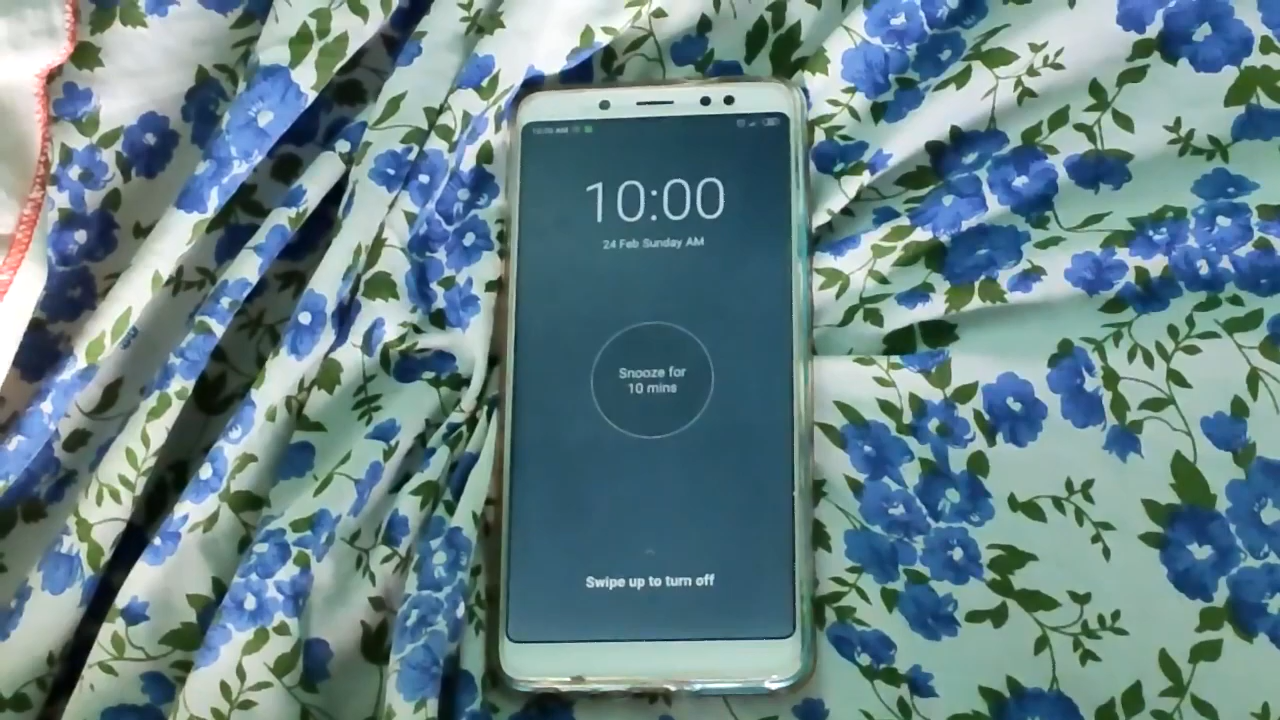 10:00
24 Feb Sunday AM
Snooze for
10 mins
Swipe up to turn off